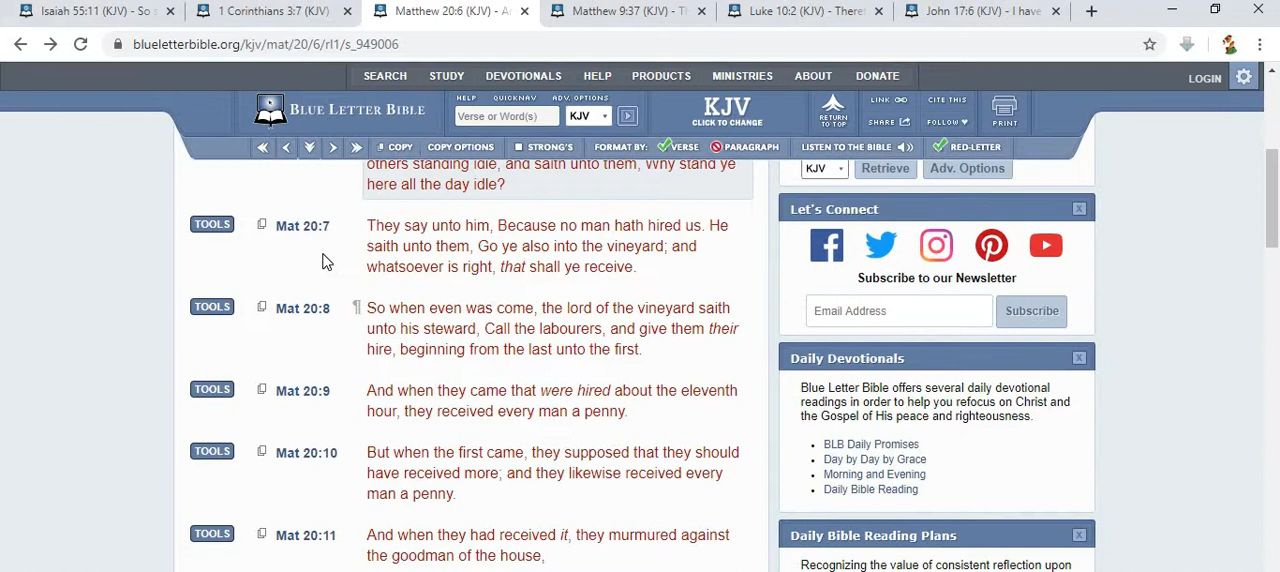 Isaiah 55:11 (KJV) - So s
1 Corinthians 3:7 (KJV) -
Matthew 20:6 (KJV) - A
Matthew 9:37 (KJV) - T
Luke 10:2 (KJV) - Theref
John 17:6 (KJV) - I have
blueletterbible.org/kjv/mat/20/6/rl1/s_949006
SEARCH STUDY DEVOTIONALS HELP PRODUCTS MINISTRIES ABOUT DONATE LOGIN
BLUE LETTER BIBLE
HELP QUICKNAV ADV. OPTIONS
Verse or Word(s) KJV
KJV
CLICK TO CHANGE
RETURN
TO TOP
LINK CITE THIS
SHARE FOLLOW
PRINT
COPY COPY OPTIONS STRONG'S FORMAT BY: VERSE PARAGRAPH LISTEN TO THE BIBLE RED-LETTER
others standing idle, and saith unto them, Why stand ye
here all the day idle?
TOOLS Mat 20:7 They say unto him, Because no man hath hired us. He
saith unto them, Go ye also into the vineyard; and
whatsoever is right, that shall ye receive.
TOOLS Mat 20:8 ¶ So when even was come, the lord of the vineyard saith
unto his steward, Call the labourers, and give them their
hire, beginning from the last unto the first.
TOOLS Mat 20:9 And when they came that were hired about the eleventh
hour, they received every man a penny.
TOOLS Mat 20:10 But when the first came, they supposed that they should
have received more; and they likewise received every
man a penny.
TOOLS Mat 20:11 And when they had received it, they murmured against
the goodman of the house,
KJV Retrieve Adv. Options
Let's Connect
Subscribe to our Newsletter
Email Address Subscribe
Daily Devotionals
Blue Letter Bible offers several daily devotional
readings in order to help you refocus on Christ and
the Gospel of His peace and righteousness.
BLB Daily Promises
Day by Day by Grace
Morning and Evening
Daily Bible Reading
Daily Bible Reading Plans
Recognizing the value of consistent reflection upon